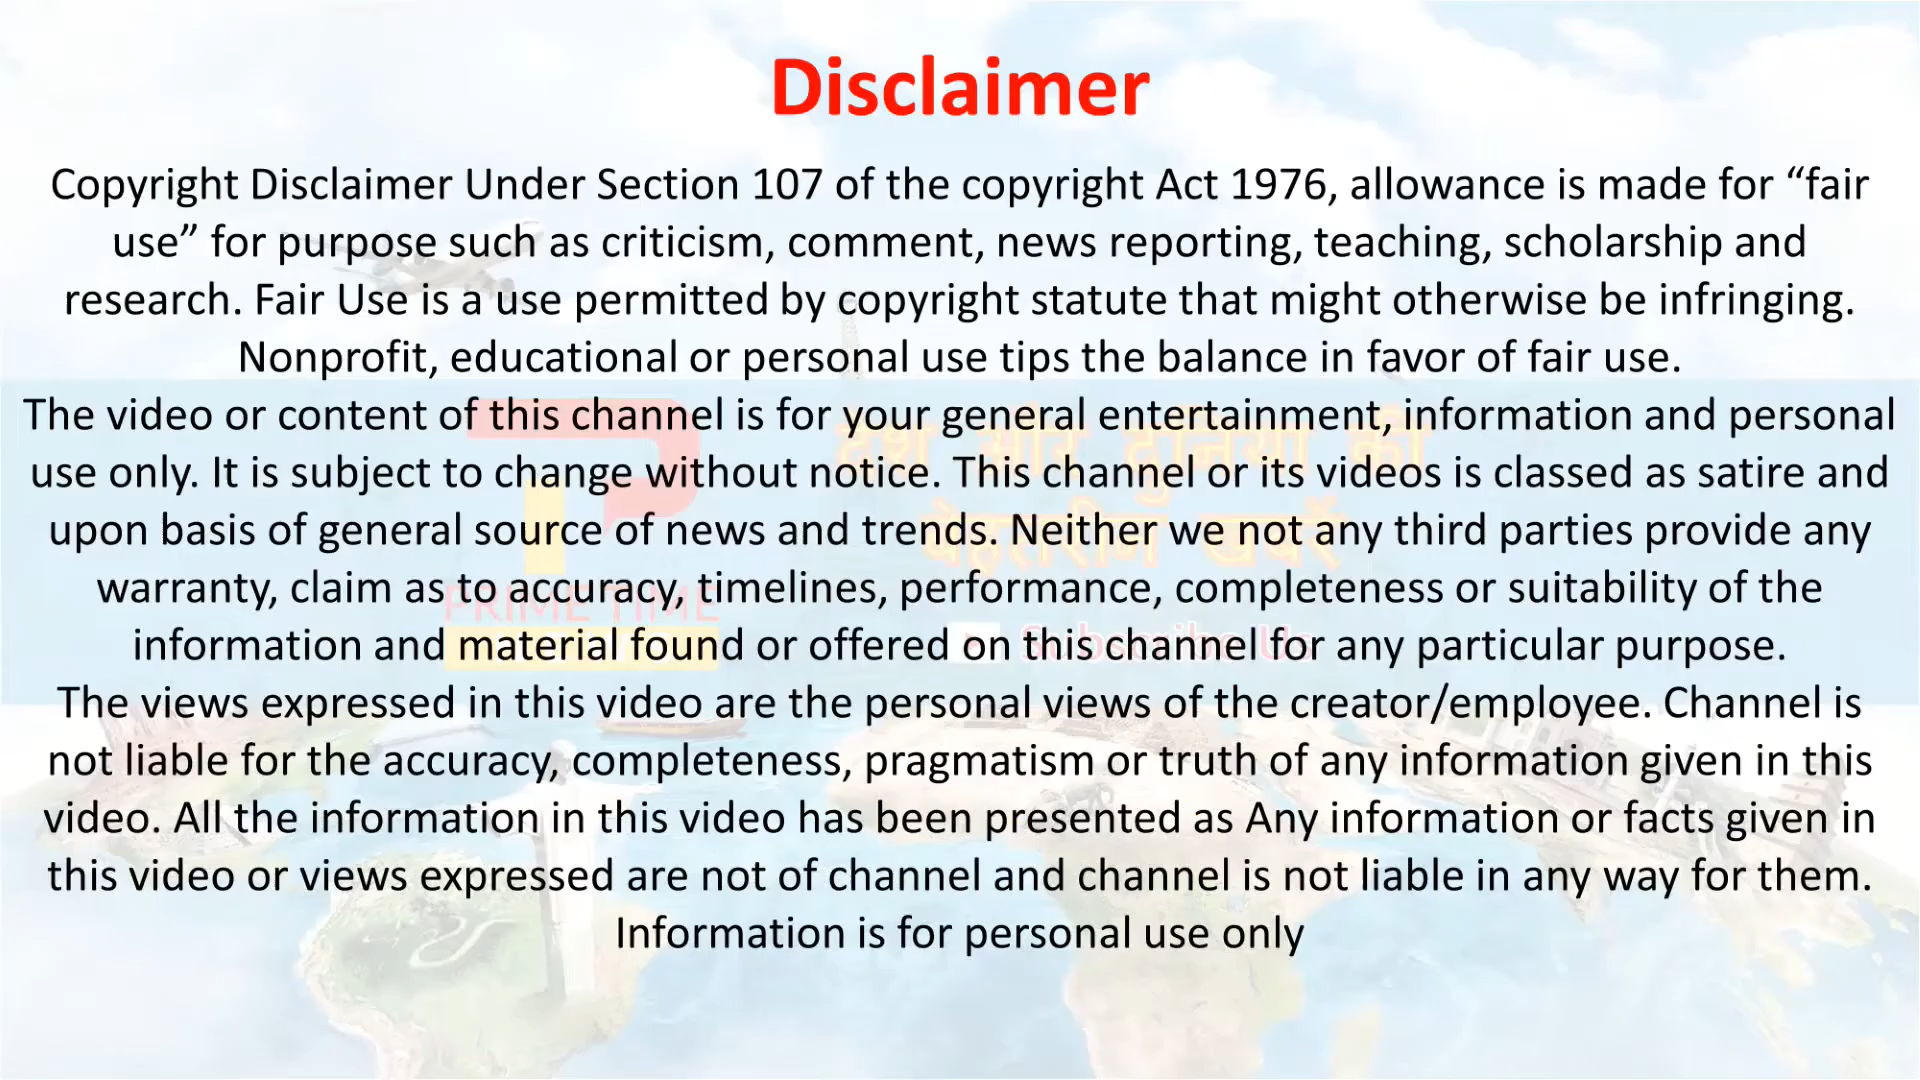 Disclaimer
Copyright Disclaimer Under Section 107 of the copyright Act 1976, allowance is made for “fair
use” for purpose such as criticism, comment, news reporting, teaching, scholarship and
research. Fair Use is a use permitted by copyright statute that might otherwise be infringing.
Nonprofit, educational or personal use tips the balance in favor of fair use.
The video or content of this channel is for your general entertainment, information and personal
use only. It is subject to change without notice. This channel or its videos is classed as satire and
upon basis of general source of news and trends. Neither we not any third parties provide any
warranty, claim as to accuracy, timelines, performance, completeness or suitability of the
information and material found or offered on this channel for any particular purpose.
The views expressed in this video are the personal views of the creator/employee. Channel is
not liable for the accuracy, completeness, pragmatism or truth of any information given in this
video. All the information in this video has been presented as Any information or facts given in
this video or views expressed are not of channel and channel is not liable in any way for them.
Information is for personal use only
देश और दुनिया की
बेहतरीन खबरें
PRIME TIME
Subscribe Us